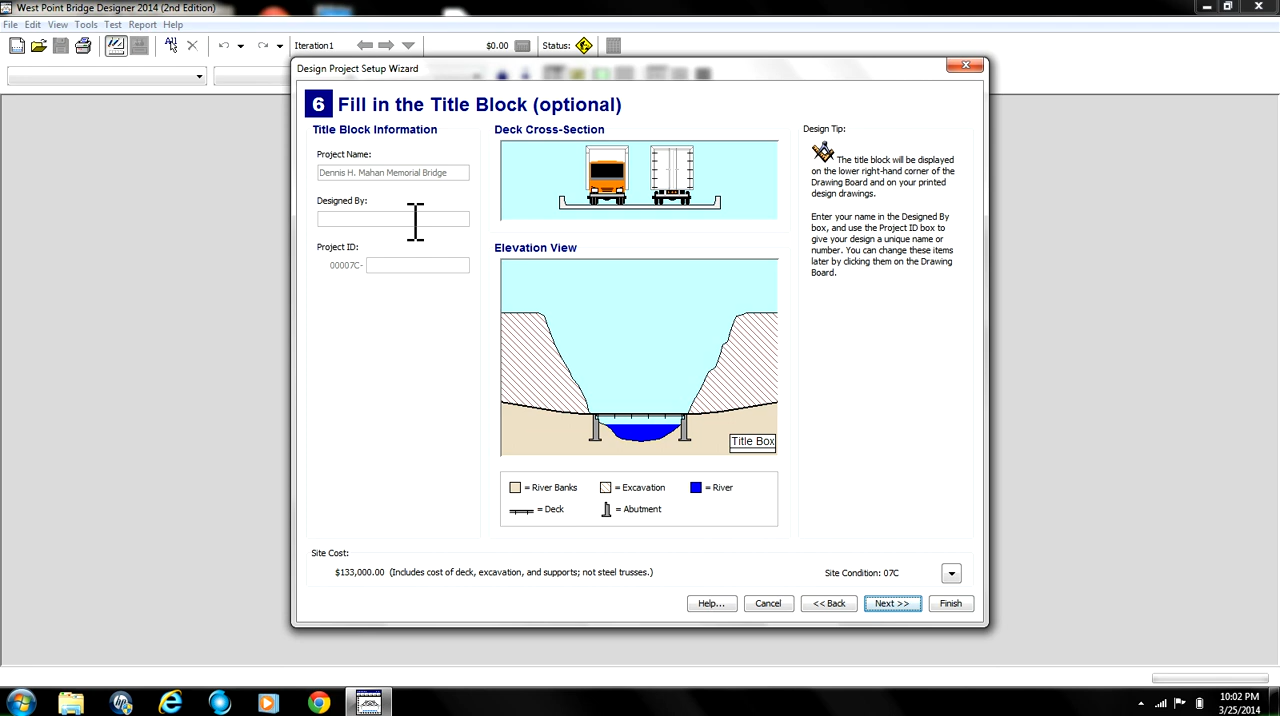 West Point Bridge Designer 2014 (2nd Edition)
File Edit View Tools Test Report Help
Iteration1 $0.00 Status:
Design Project Setup Wizard
6 Fill in the Title Block (optional)
Title Block Information
Project Name:
Dennis H. Mahan Memorial Bridge
Designed By:
Project ID:
00007C-
Deck Cross-Section
Elevation View
Title Box
= River Banks = Excavation = River
= Deck = Abutment
Design Tip:
The title block will be displayed
on the lower right-hand corner of the
Drawing Board and on your printed
design drawings.
Enter your name in the Designed By
box, and use the Project ID box to
give your design a unique name or
number. You can change these items
later by clicking them on the Drawing
Board.
Site Cost:
$133,000.00 (Includes cost of deck, excavation, and supports; not steel trusses.)
Site Condition: 07C
Help... Cancel << Back Next >> Finish
10:02 PM
3/25/2014